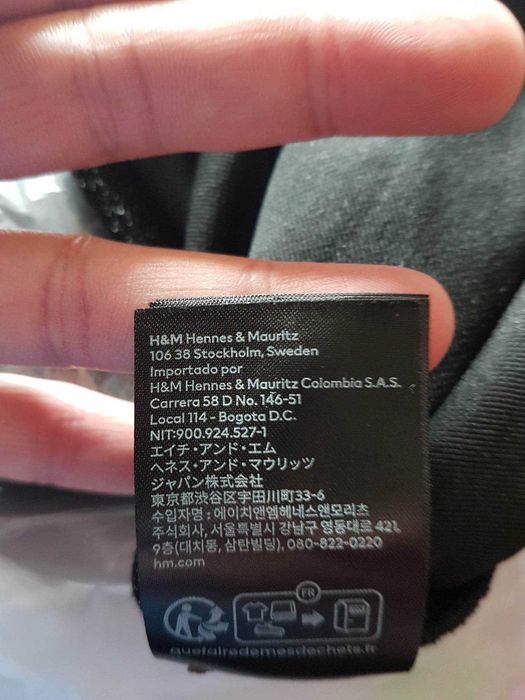 H&M Hennes & Mauritz
106 38 Stockholm, Sweden
Importado por
H&M Hennes & Mauritz Colombia S.A.S.
Carrera 58 D No. 146-51
Local 114 - Bogota D.C.
NIT:900.924.527-1
エイチ・アンド・エム
ヘネス・アンド・マウリッツ
ジャパン株式会社
東京都渋谷区宇田川町33-6
수입자명 : 에이치앤엠헤네스앤모리츠
주식회사, 서울특별시 강남구 영동대로 421,
9층(대치동, 삼탄빌딩), 080-822-0220
hm.com
FR
quefairedemesdechets.fr